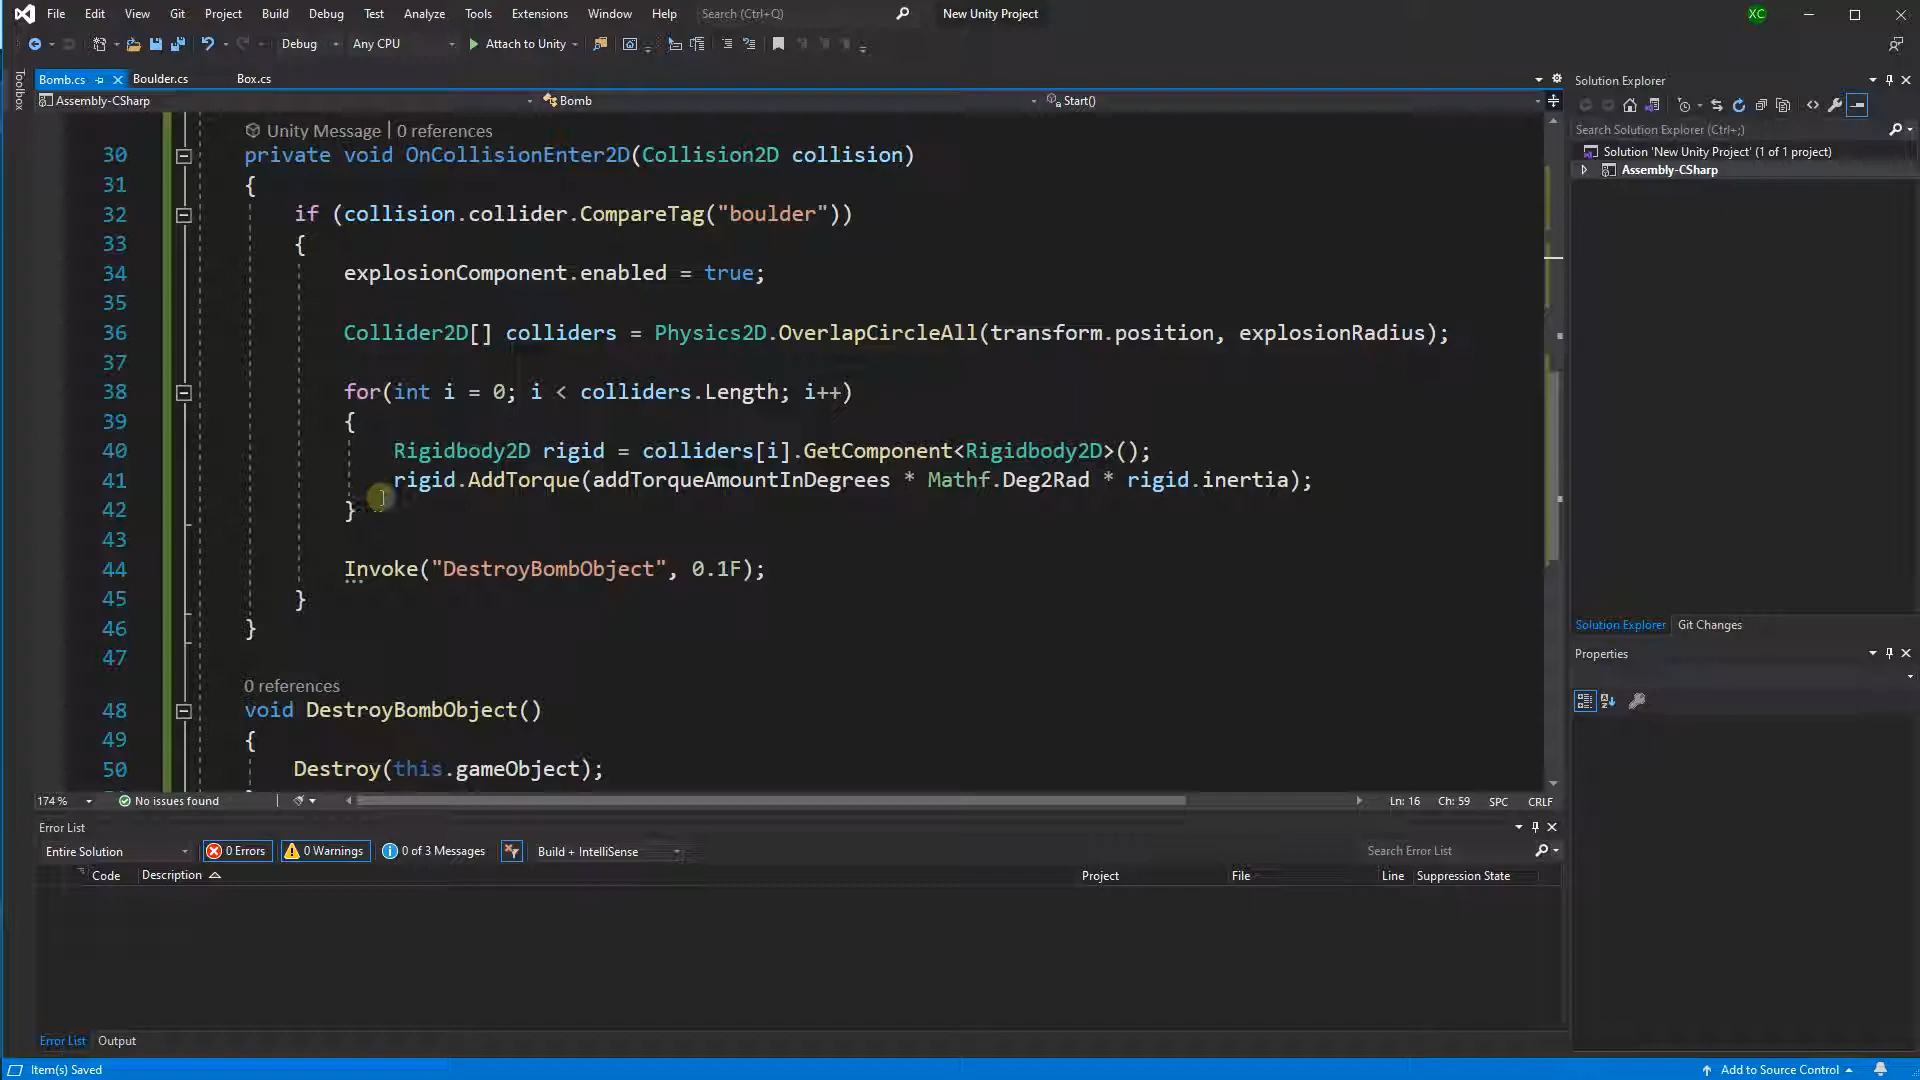 File Edit View Git Project Build Debug Test Analyze Tools Extensions Window Help Search (Ctrl+Q) New Unity Project XC
Debug Any CPU Attach to Unity
Toolbox
Bomb.cs Boulder.cs Box.cs
Assembly-CSharp Bomb Start()
Unity Message | 0 references
30 private void OnCollisionEnter2D(Collision2D collision)
31 {
32 if (collision.collider.CompareTag("boulder"))
33 {
34 explosionComponent.enabled = true;
35
36 Collider2D[] colliders = Physics2D.OverlapCircleAll(transform.position, explosionRadius);
37
38 for(int i = 0; i < colliders.Length; i++)
39 {
40 Rigidbody2D rigid = colliders[i].GetComponent<Rigidbody2D>();
41 rigid.AddTorque(addTorqueAmountInDegrees * Mathf.Deg2Rad * rigid.inertia);
42 }
43
44 Invoke("DestroyBombObject", 0.1F);
45 }
46 }
47
0 references
48 void DestroyBombObject()
49 {
50 Destroy(this.gameObject);
174 % No issues found Ln: 16 Ch: 59 SPC CRLF
Error List
Entire Solution 0 Errors 0 Warnings 0 of 3 Messages Build + IntelliSense Search Error List
Code Description Project File Line Suppression State
Error List Output
Solution Explorer
Search Solution Explorer (Ctrl+;)
Solution 'New Unity Project' (1 of 1 project)
Assembly-CSharp
Solution Explorer Git Changes
Properties
Item(s) Saved Add to Source Control